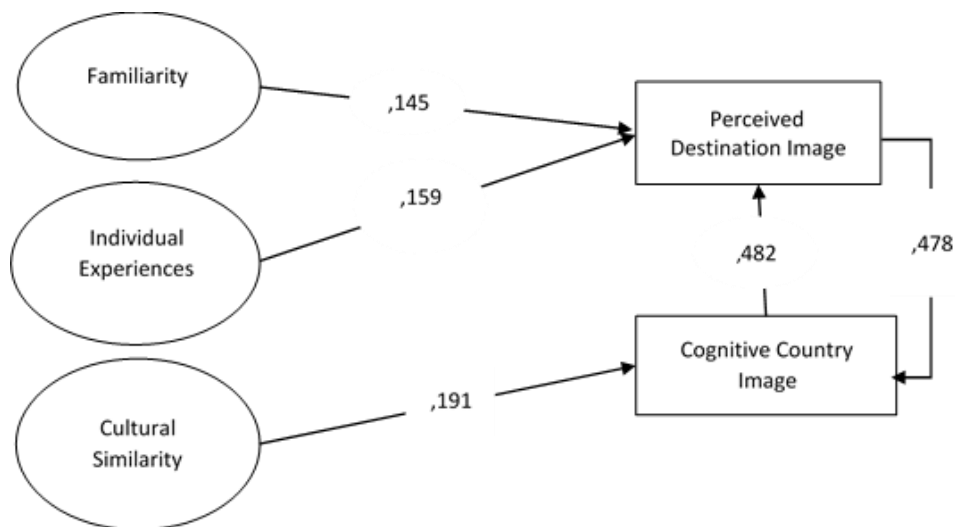 Familiarity
,145
Perceived
Destination Image
,159
Individual
Experiences
,482
,478
Cognitive Country
Image
,191
Cultural
Similarity